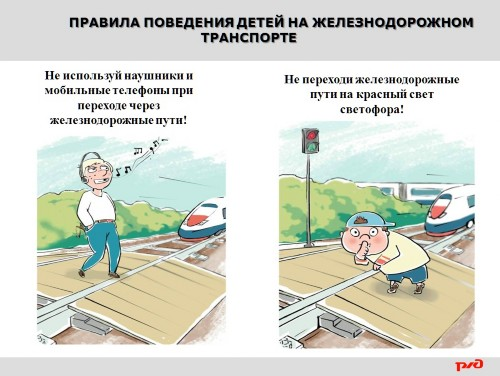 ПРАВИЛА ПОВЕДЕНИЯ ДЕТЕЙ НА ЖЕЛЕЗНОДОРОЖНОМ
ТРАНСПОРТЕ
Не используй наушники и
мобильные телефоны при
переходе через
железнодорожные пути!
Не переходи железнодорожные
пути на красный свет
светофора!
ржд